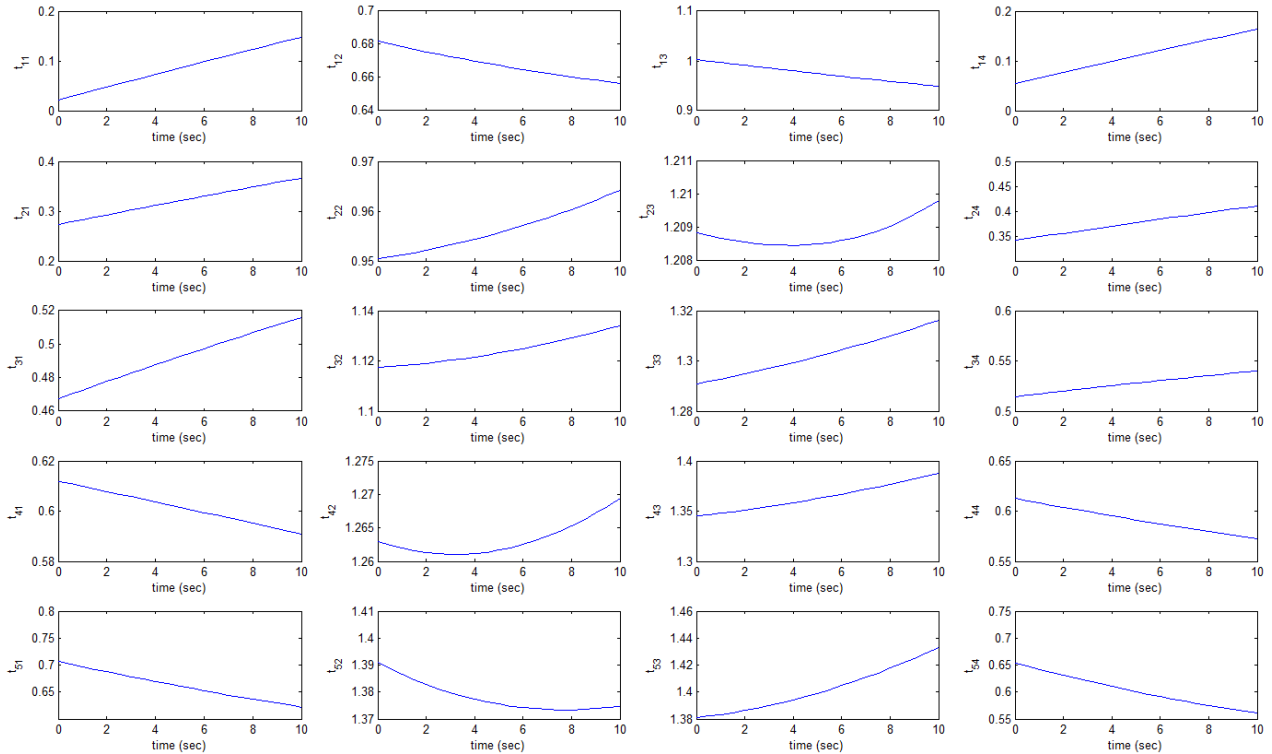 0.2
0.1
0
t11
0 2 4 6 8 10
time (sec)
0.7
0.68
0.66
0.64
t12
0 2 4 6 8 10
time (sec)
1.1
1
0.9
t13
0 2 4 6 8 10
time (sec)
0.2
0.1
0
t14
0 2 4 6 8 10
time (sec)
0.4
0.3
0.2
t21
0 2 4 6 8 10
time (sec)
0.97
0.96
0.95
t22
0 2 4 6 8 10
time (sec)
1.211
1.21
1.209
1.208
t23
0 2 4 6 8 10
time (sec)
0.5
0.45
0.4
0.35
t24
0 2 4 6 8 10
time (sec)
0.52
0.5
0.48
0.46
t31
0 2 4 6 8 10
time (sec)
1.14
1.12
1.1
t32
0 2 4 6 8 10
time (sec)
1.32
1.3
1.28
t33
0 2 4 6 8 10
time (sec)
0.6
0.55
0.5
t34
0 2 4 6 8 10
time (sec)
0.62
0.6
0.58
t41
0 2 4 6 8 10
time (sec)
1.275
1.27
1.265
1.26
t42
0 2 4 6 8 10
time (sec)
1.4
1.35
1.3
t43
0 2 4 6 8 10
time (sec)
0.65
0.6
0.55
t44
0 2 4 6 8 10
time (sec)
0.8
0.75
0.7
0.65
t51
0 2 4 6 8 10
time (sec)
1.41
1.4
1.39
1.38
1.37
t52
0 2 4 6 8 10
time (sec)
1.46
1.44
1.42
1.4
1.38
t53
0 2 4 6 8 10
time (sec)
0.75
0.7
0.65
0.6
0.55
t54
0 2 4 6 8 10
time (sec)